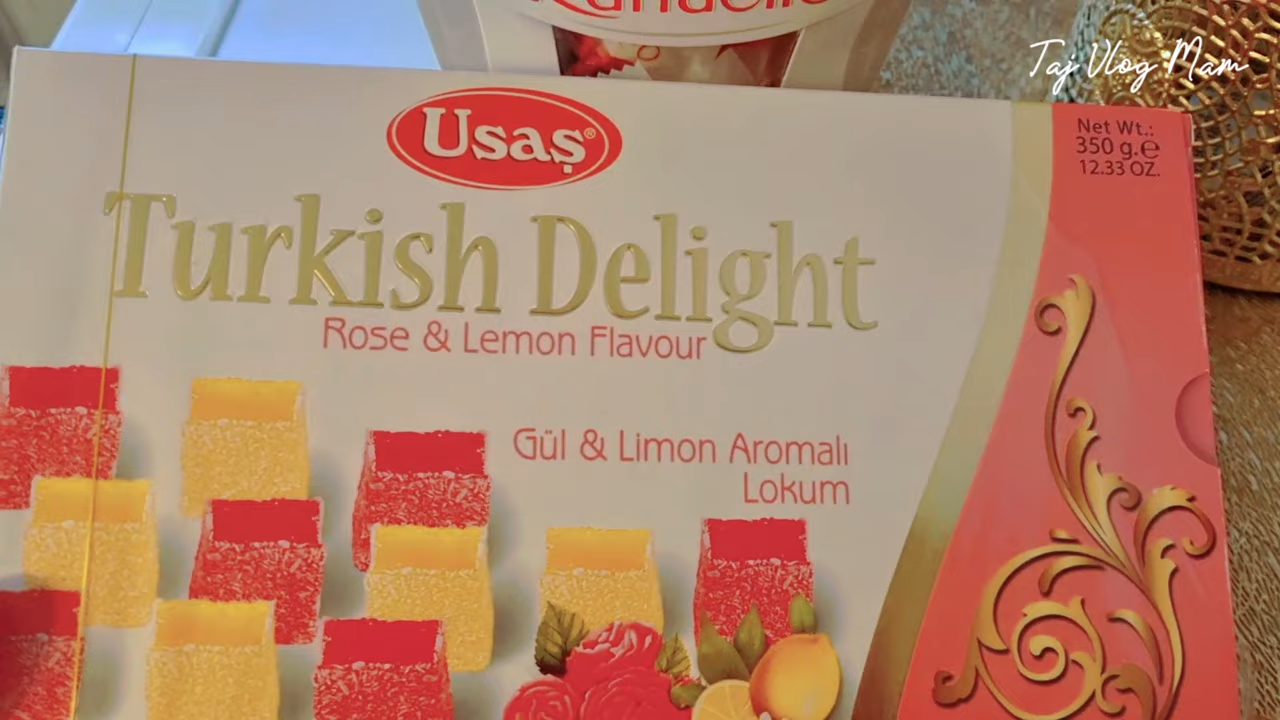 Taj Vlog Mam
Usaş®
Net Wt.:
350 g.℮
12.33 OZ.
Turkish Delight
Rose & Lemon Flavour
Gül & Limon Aromalı
Lokum